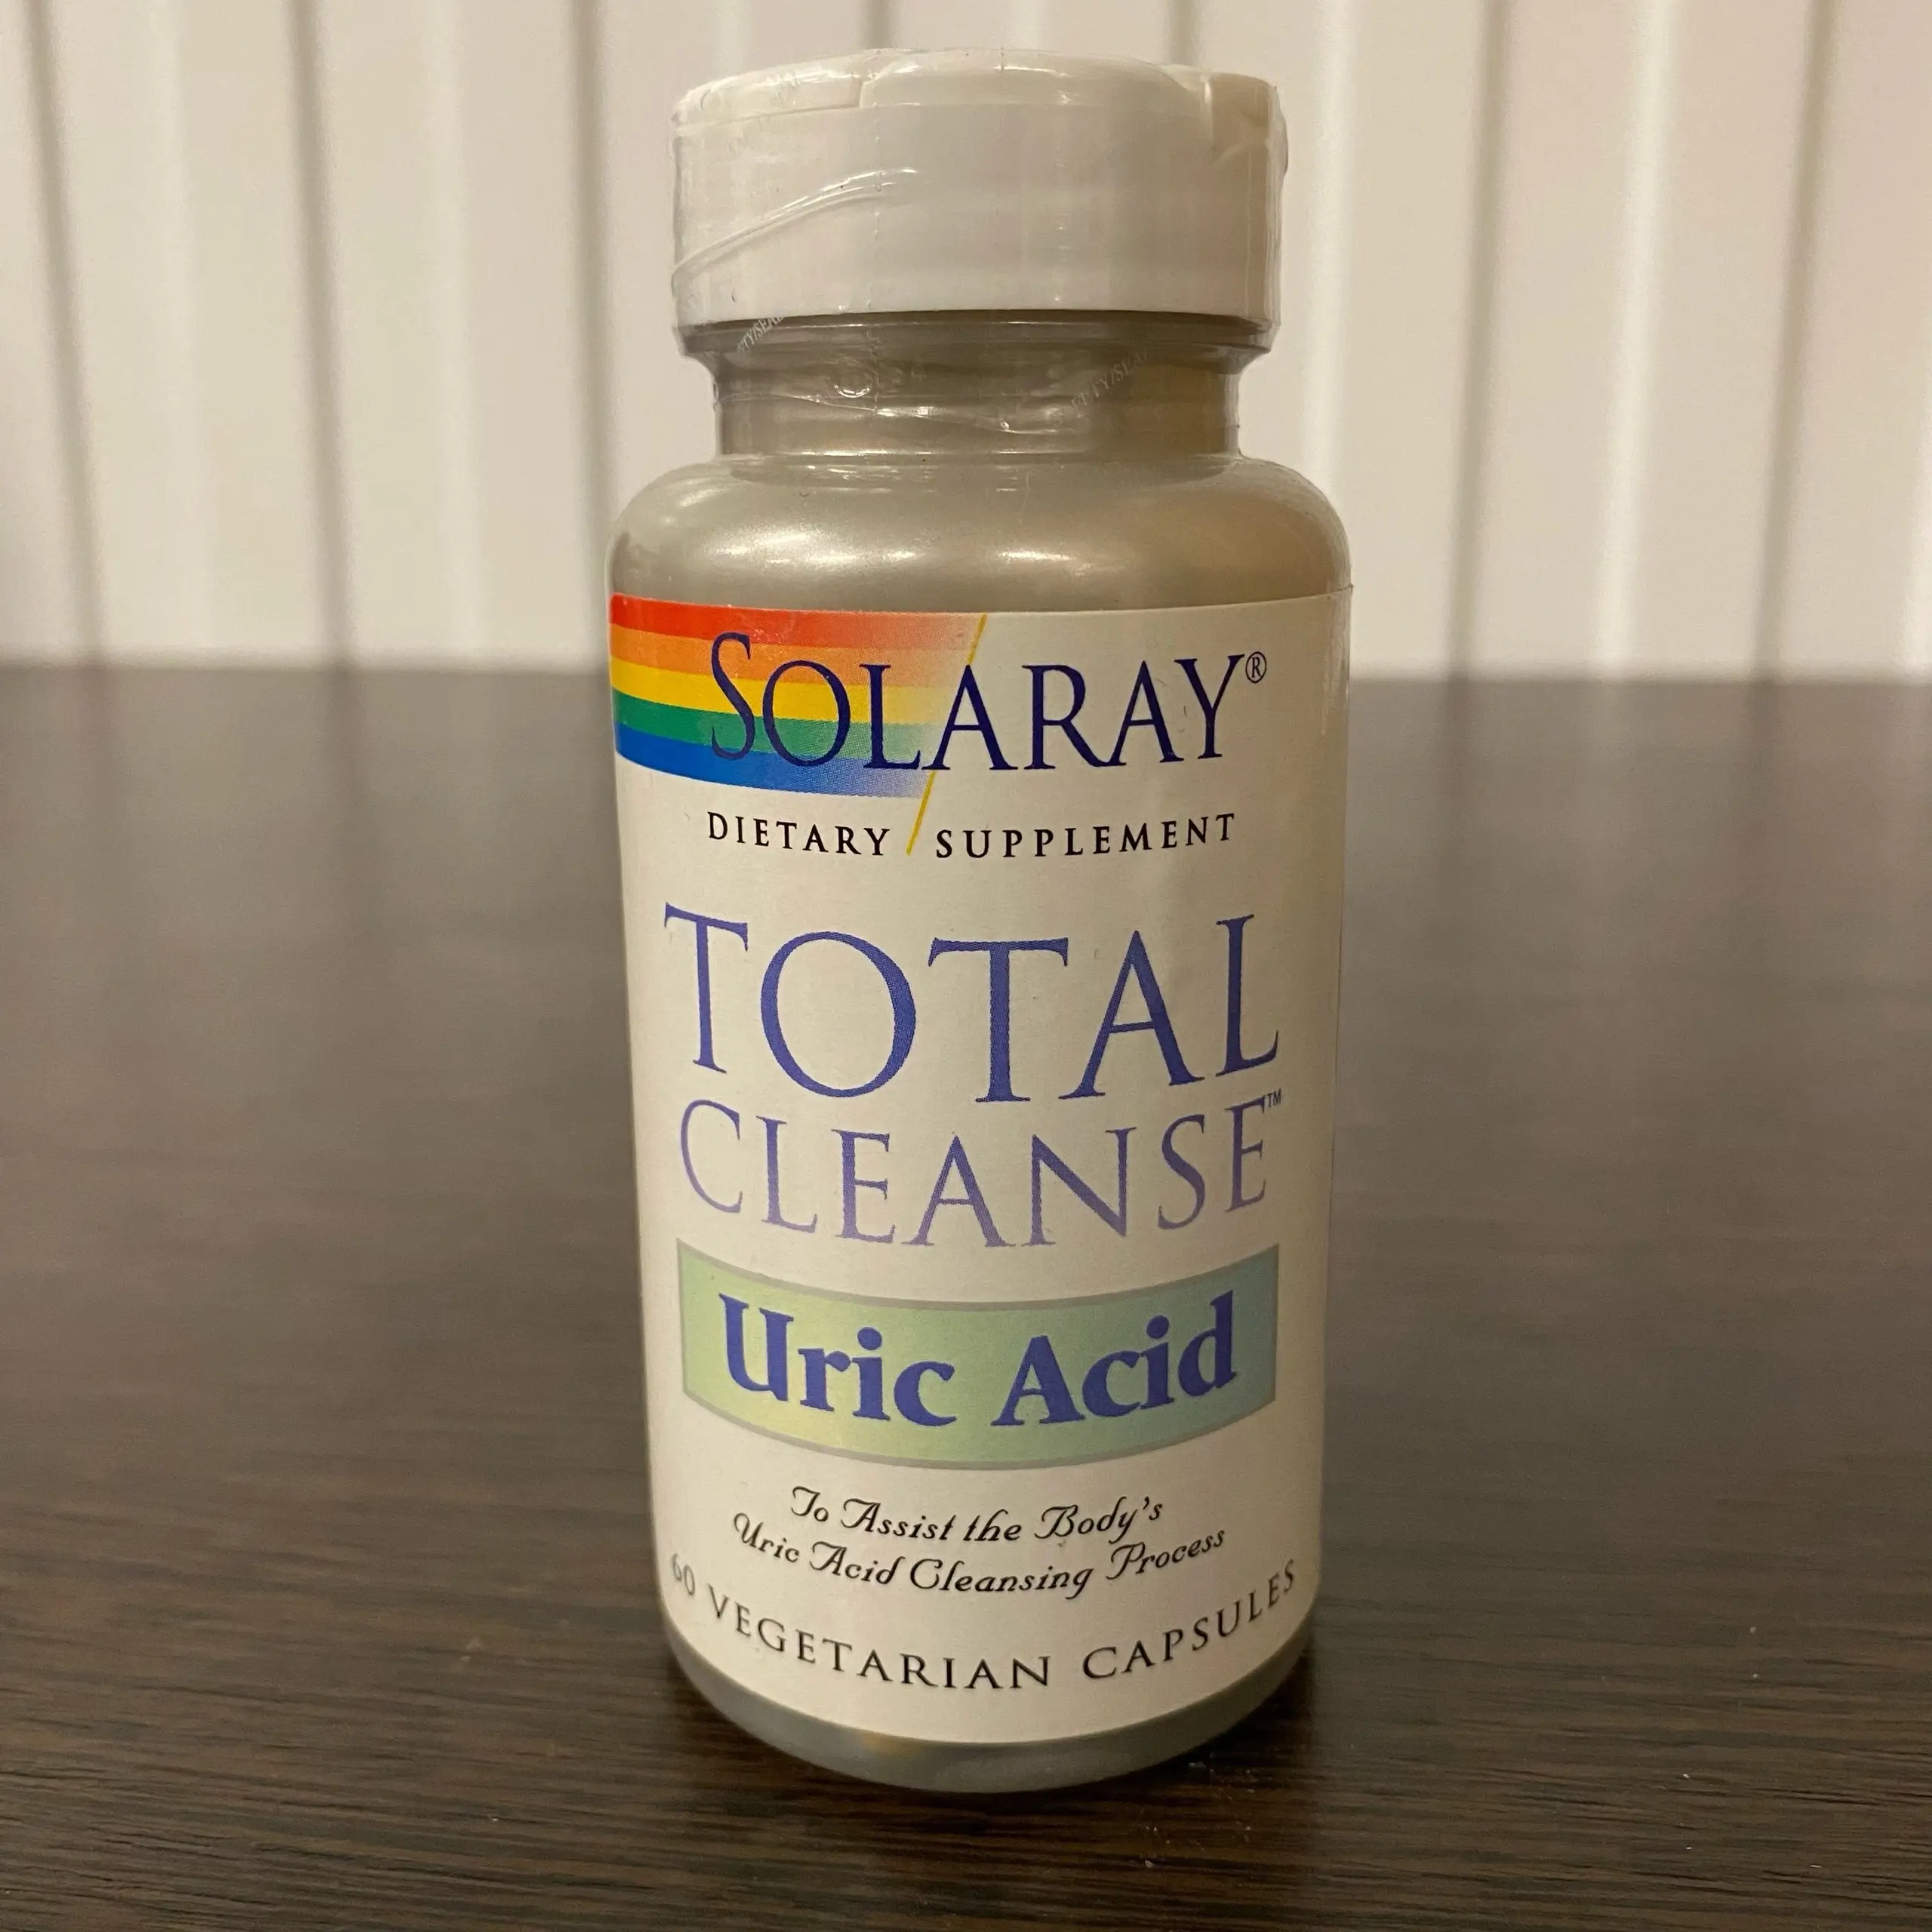 SOLARAY®
DIETARY SUPPLEMENT
TOTAL
CLEANSE™
Uric Acid
To Assist the Body's
Uric Acid Cleansing Process
60 VEGETARIAN CAPSULES